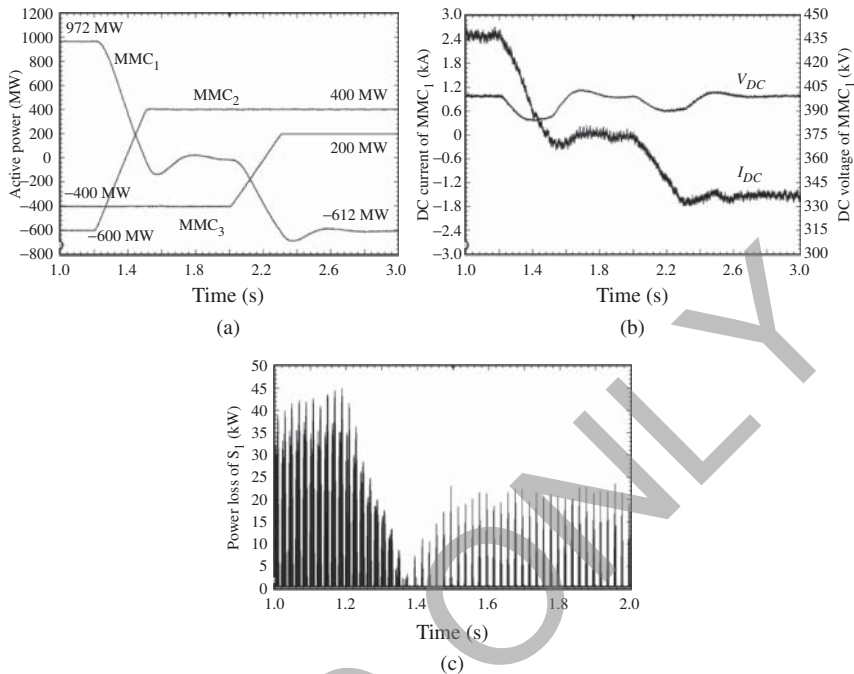 1200
1000
800
600
400
200
0
−200
−400
−600
−800
Active power (MW)
972 MW
MMC1
MMC2
400 MW
200 MW
−400 MW
MMC3
−600 MW
−612 MW
1.0 1.4 1.8 2.2 2.6 3.0
Time (s)
(a)
3.0
2.4
1.8
1.2
0.6
0
−0.6
−1.2
−1.8
−2.4
−3.0
DC current of MMC1 (kA)
VDC
IDC
450
435
420
405
390
375
360
345
330
315
300
DC voltage of MMC1 (kV)
1.0 1.4 1.8 2.2 2.6 3.0
Time (s)
(b)
50
45
40
35
30
25
20
15
10
5
0
Power loss of S1 (kW)
1.0 1.2 1.4 1.6 1.8 2.0
Time (s)
(c)
ONLY